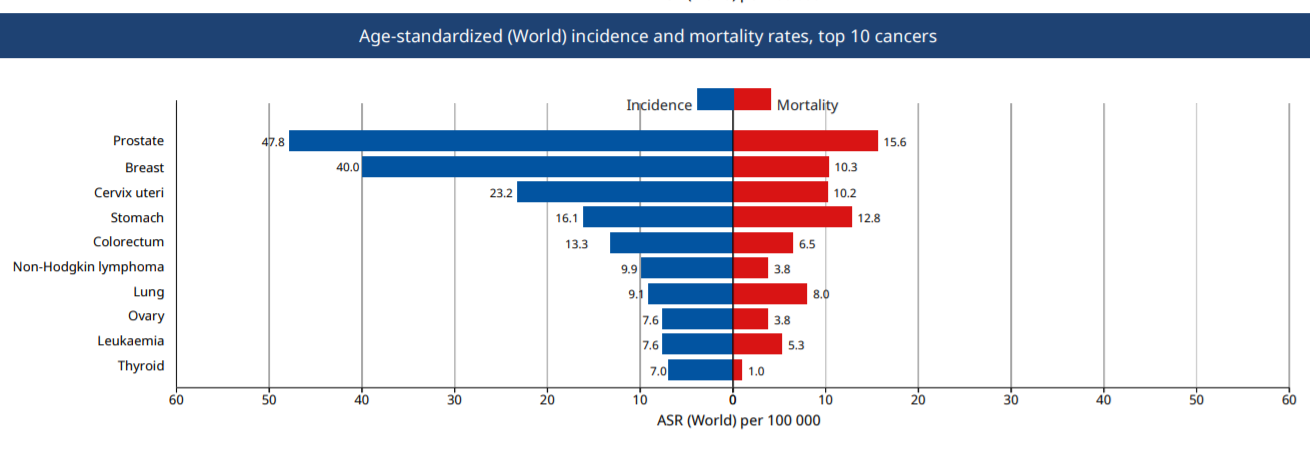 Age-standardized (World) incidence and mortality rates, top 10 cancers
Incidence Mortality
Prostate 47.8 15.6
Breast 40.0 10.3
Cervix uteri 23.2 10.2
Stomach 16.1 12.8
Colorectum 13.3 6.5
Non-Hodgkin lymphoma 9.9 3.8
Lung 9.1 8.0
Ovary 7.6 3.8
Leukaemia 7.6 5.3
Thyroid 7.0 1.0
60 50 40 30 20 10 0 10 20 30 40 50 60
ASR (World) per 100 000